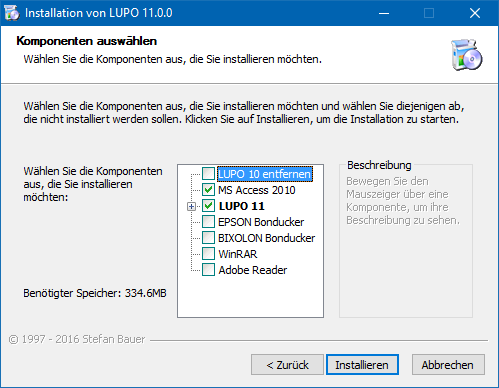 Installation von LUPO 11.0.0
Komponenten auswählen
Wählen Sie die Komponenten aus, die Sie installieren möchten.
Wählen Sie die Komponenten aus, die Sie installieren möchten und wählen Sie diejenigen ab,
die nicht installiert werden sollen. Klicken Sie auf Installieren, um die Installation zu starten.
Wählen Sie die Komponenten
aus, die Sie installieren
möchten:
LUPO 10 entfernen
MS Access 2010
LUPO 11
EPSON Bonducker
BIXOLON Bonducker
WinRAR
Adobe Reader
Beschreibung
Bewegen Sie den
Mauszeiger über eine
Komponente, um ihre
Beschreibung zu sehen.
Benötigter Speicher: 334.6MB
© 1997 - 2016 Stefan Bauer
< Zurück
Installieren
Abbrechen